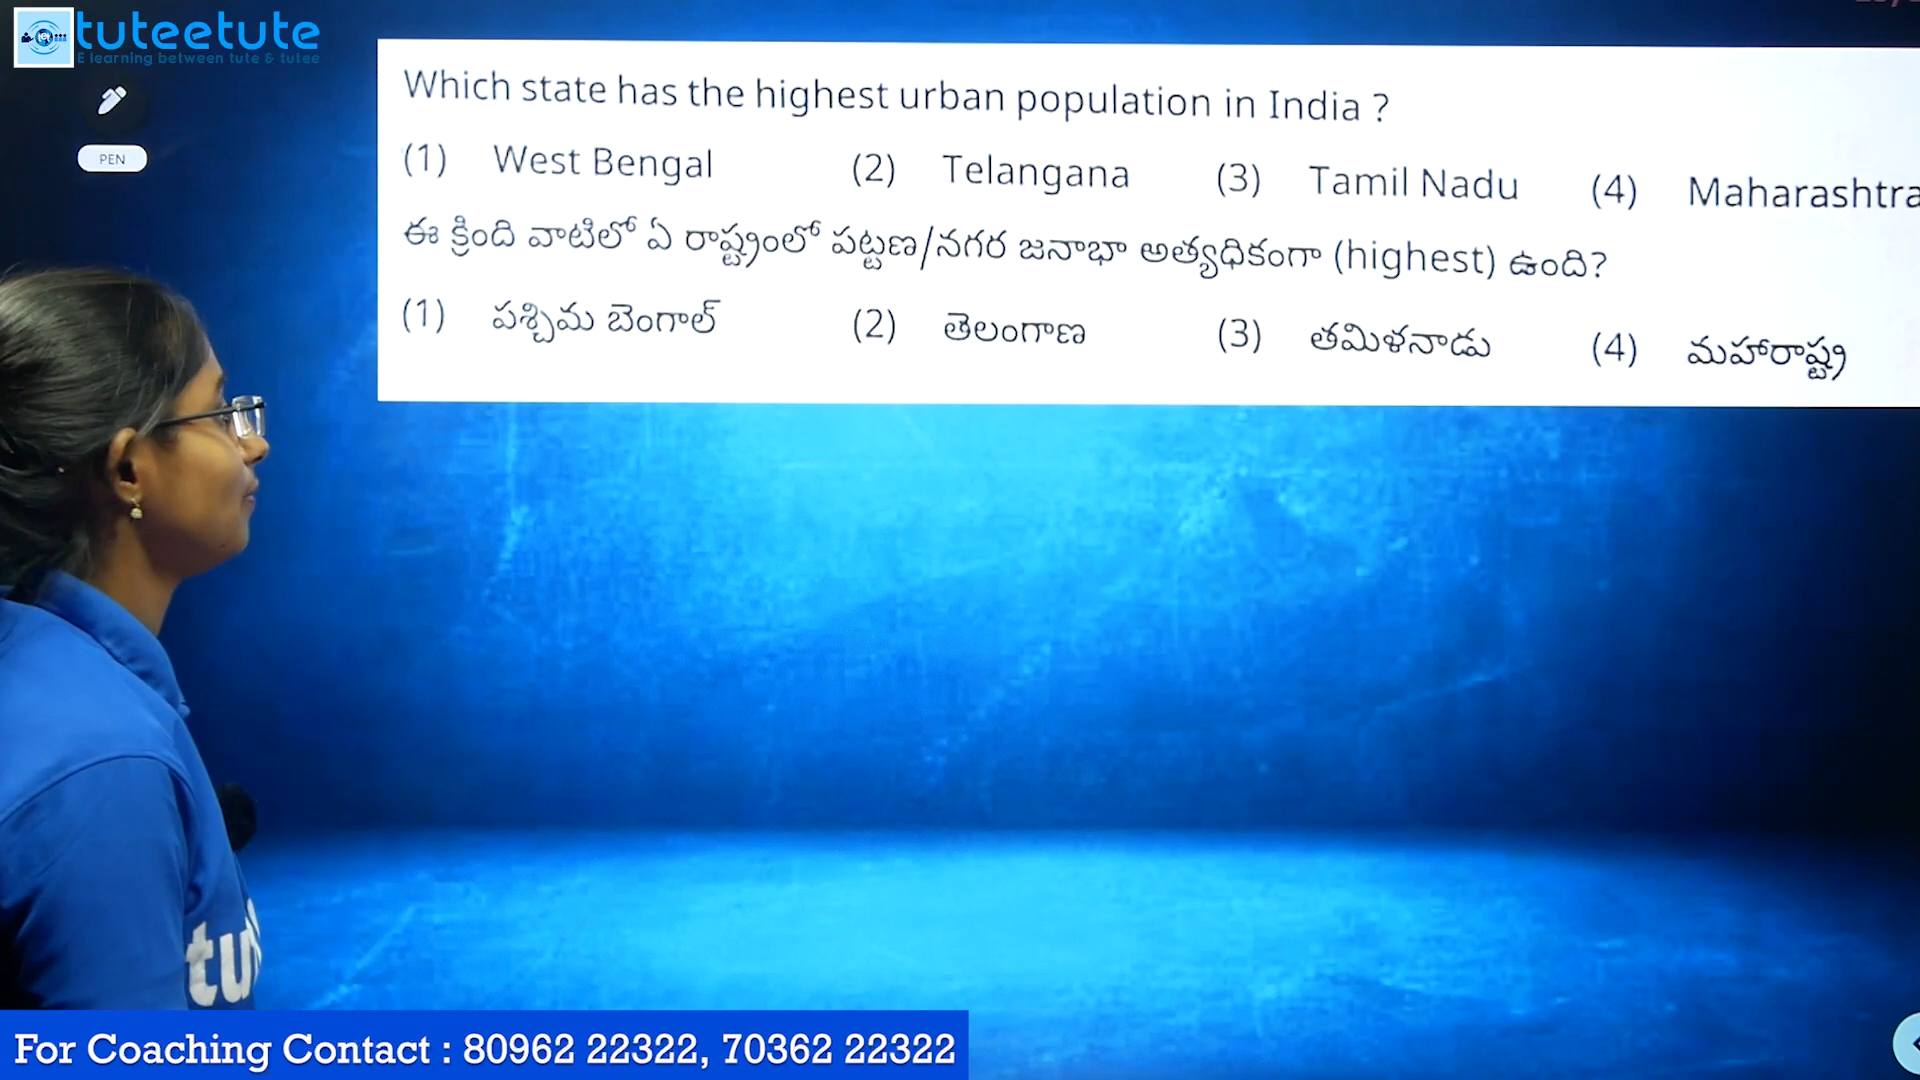 tuteetute
E learning between tute & tutee
PEN
Which state has the highest urban population in India ?
(1) West Bengal (2) Telangana (3) Tamil Nadu (4) Maharashtra
ఈ క్రింది వాటిలో ఏ రాష్ట్రంలో పట్టణ/నగర జనాభా అత్యధికంగా (highest) ఉంది?
(1) పశ్చిమ బెంగాల్ (2) తెలంగాణ (3) తమిళనాడు (4) మహారాష్ట్ర
tu
For Coaching Contact : 80962 22322, 70362 22322